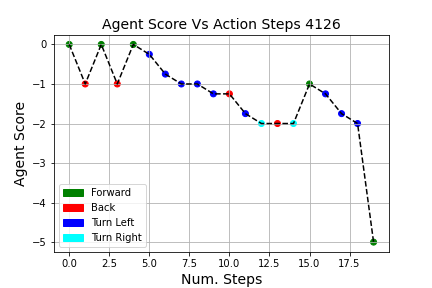 Agent Score Vs Action Steps 4126
0
−1
−2
−3
−4
−5
Agent Score
Forward
Back
Turn Left
Turn Right
0.0 2.5 5.0 7.5 10.0 12.5 15.0 17.5
Num. Steps